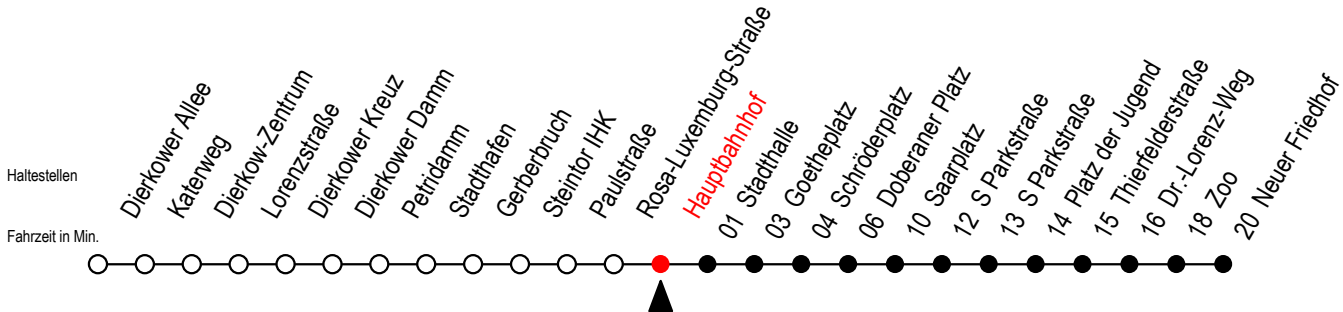 Haltestellen
Fahrzeit in Min.
Dierkower Allee
Katerweg
Dierkow-Zentrum
Lorenzstraße
Dierkower Kreuz
Dierkower Damm
Petridamm
Stadthafen
Gerberbruch
Steintor IHK
Paulstraße
Rosa-Luxemburg-Straße
Hauptbahnhof
01 Stadthalle
03 Goetheplatz
04 Schröderplatz
06 Doberaner Platz
10 Saarplatz
12 S Parkstraße
13 S Parkstraße
14 Platz der Jugend
15 Thierfelderstraße
16 Dr.-Lorenz-Weg
18 Zoo
20 Neuer Friedhof